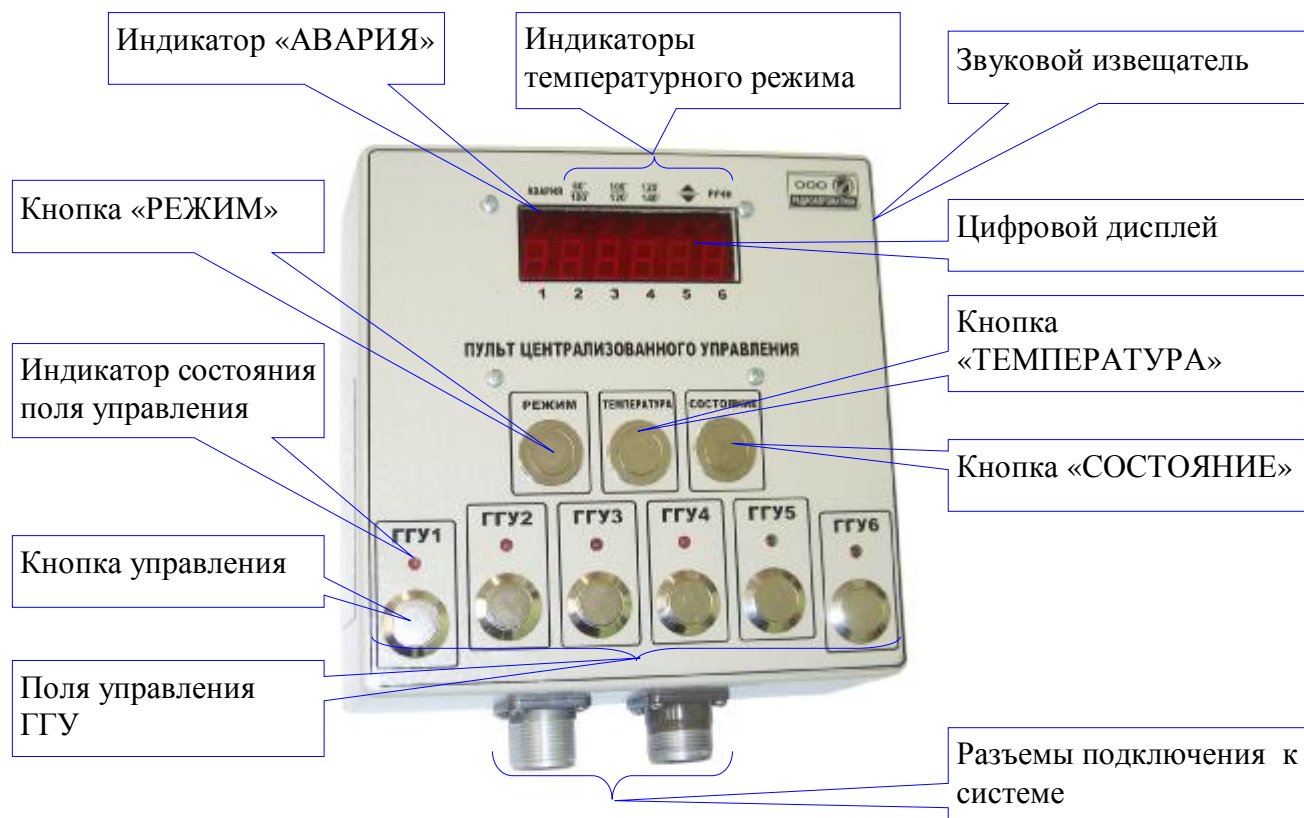 Индикатор «АВАРИЯ»
Индикаторы
температурного режима
Звуковой извещатель
Кнопка «РЕЖИМ»
Цифровой дисплей
Кнопка
«ТЕМПЕРАТУРА»
Индикатор состояния
поля управления
Кнопка «СОСТОЯНИЕ»
Кнопка управления
Поля управления
ГГУ
Разъемы подключения к
системе
АВАРИЯ
ООО
1 2 3 4 5 6
ПУЛЬТ ЦЕНТРАЛИЗОВАННОГО УПРАВЛЕНИЯ
РЕЖИМ ТЕМПЕРАТУРА СОСТОЯНИЕ
ГГУ1 ГГУ2 ГГУ3 ГГУ4 ГГУ5 ГГУ6